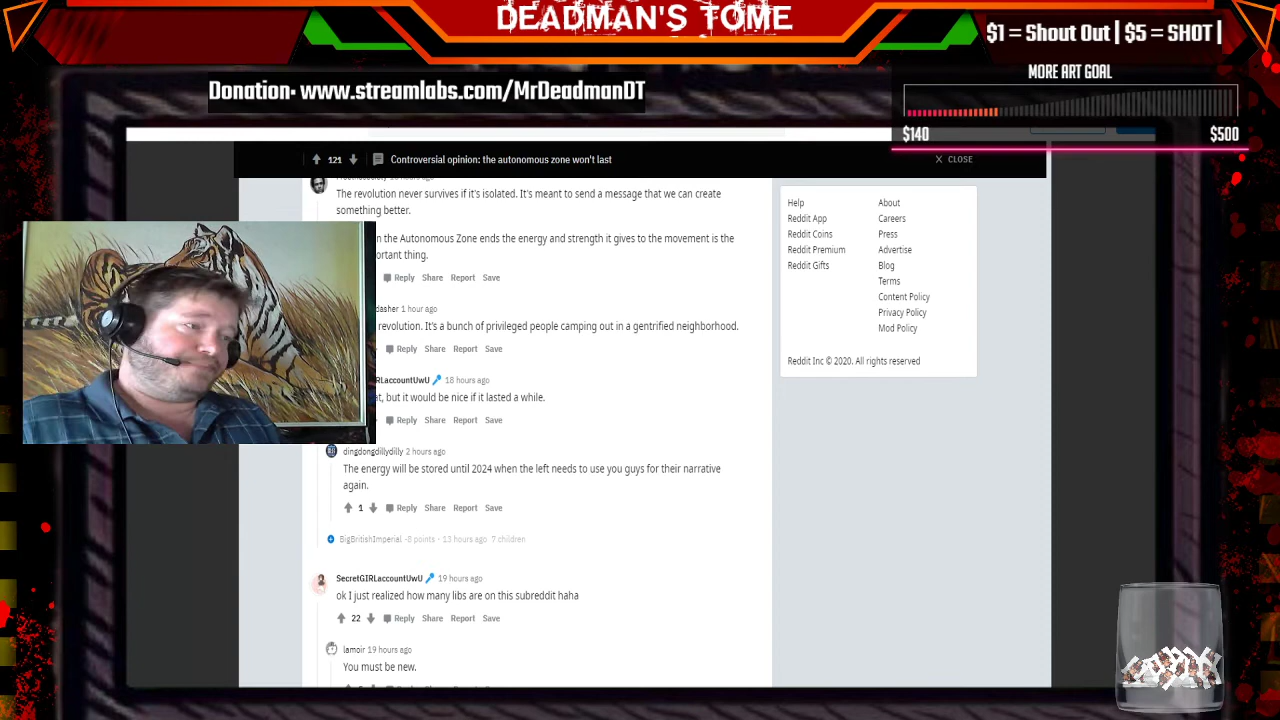 DEADMAN'S TOME
$1 = Shout Out | $5 = SHOT |
MORE ART GOAL
Donation· www.streamlabs.com/MrDeadmanDT
$140
$500
121
Controversial opinion: the autonomous zone won't last
X CLOSE
The revolution never survives if it's isolated. It's meant to send a message that we can create
something better.
n the Autonomous Zone ends the energy and strength it gives to the movement is the
ortant thing.
Reply Share Report Save
dasher 1 hour ago
revolution. It's a bunch of privileged people camping out in a gentrified neighborhood.
Reply Share Report Save
RLaccountUwU 18 hours ago
at, but it would be nice if it lasted a while.
Reply Share Report Save
dingdongdillydilly 2 hours ago
The energy will be stored until 2024 when the left needs to use you guys for their narrative
again.
1 Reply Share Report Save
BigBritishImperial -8 points · 13 hours ago 7 children
SecretGIRLaccountUwU 19 hours ago
ok I just realized how many libs are on this subreddit haha
22 Reply Share Report Save
lamoir 19 hours ago
You must be new.
Help
Reddit App
Reddit Coins
Reddit Premium
Reddit Gifts
About
Careers
Press
Advertise
Blog
Terms
Content Policy
Privacy Policy
Mod Policy
Reddit Inc © 2020. All rights reserved